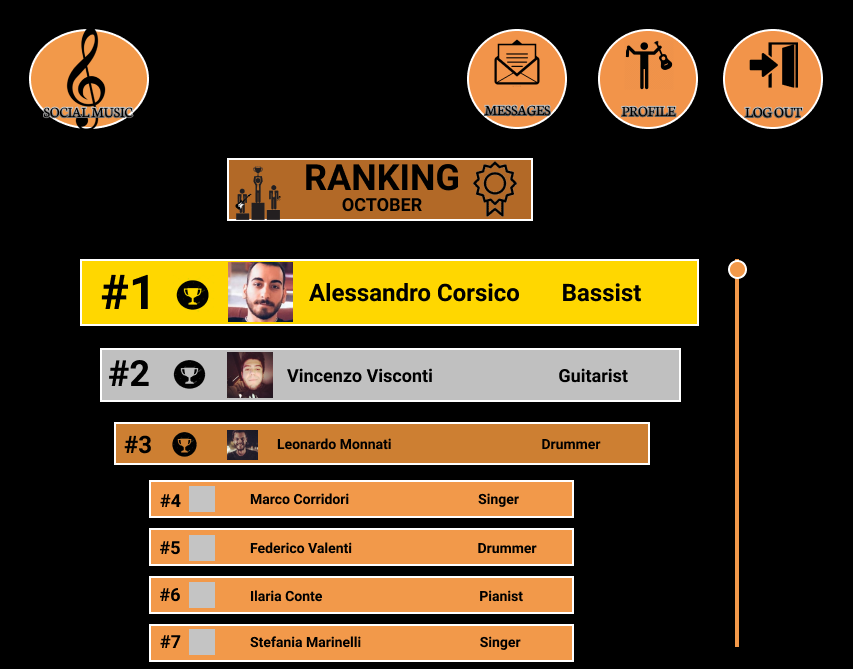 SOCIAL MUSIC
MESSAGES
PROFILE
LOG OUT
RANKING
OCTOBER
#1 Alessandro Corsico Bassist
#2 Vincenzo Visconti Guitarist
#3 Leonardo Monnati Drummer
#4 Marco Corridori Singer
#5 Federico Valenti Drummer
#6 Ilaria Conte Pianist
#7 Stefania Marinelli Singer